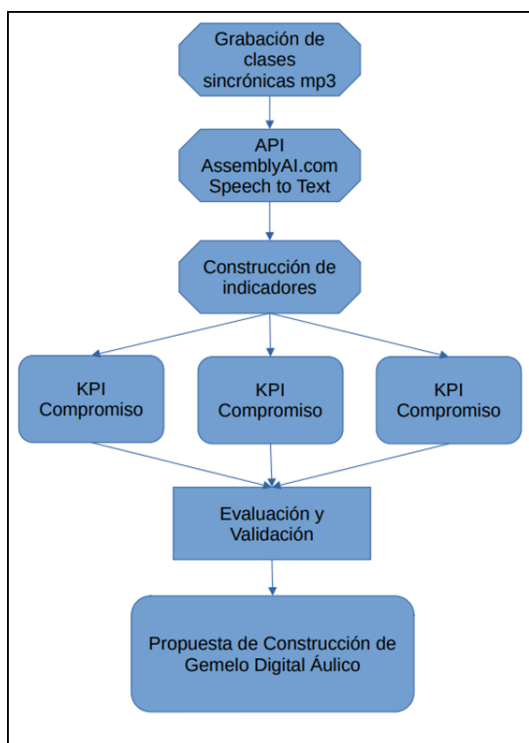 Grabación de
clases
sincrónicas mp3
API
AssemblyAI.com
Speech to Text
Construcción de
indicadores
KPI
Compromiso
KPI
Compromiso
KPI
Compromiso
Evaluación y
Validación
Propuesta de Construcción de
Gemelo Digital Áulico